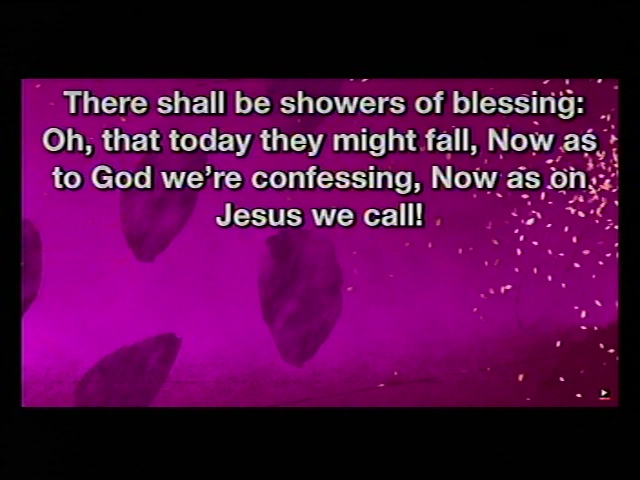 There shall be showers of blessing:
Oh, that today they might fall, Now as
to God we're confessing, Now as on
Jesus we call!